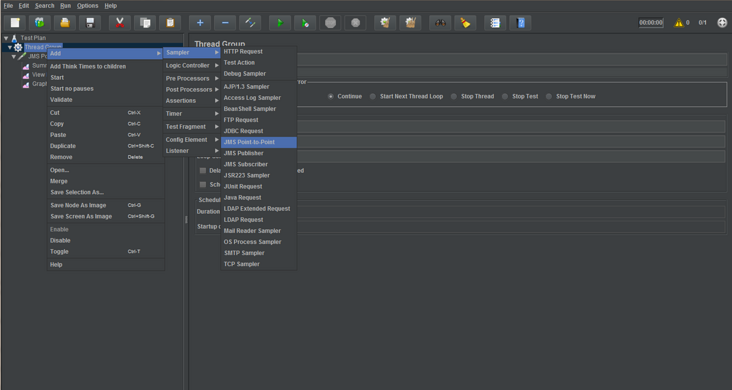 File Edit Search Run Options Help
00:00:00 0 0/1
Test Plan
Thread Group
JMS Po
Summ
View
Graph
Add
Add Think Times to children
Start
Start no pauses
Validate
Cut Ctrl-X
Copy Ctrl-C
Paste Ctrl-V
Duplicate Ctrl+Shift-C
Remove Delete
Open...
Merge
Save Selection As...
Save Node As Image Ctrl-G
Save Screen As Image Ctrl+Shift-G
Enable
Disable
Toggle Ctrl-T
Help
Sampler
Logic Controller
Pre Processors
Post Processors
Assertions
Timer
Test Fragment
Config Element
Listener
HTTP Request
Test Action
Debug Sampler
AJP/1.3 Sampler
Access Log Sampler
BeanShell Sampler
FTP Request
JDBC Request
JMS Point-to-Point
JMS Publisher
JMS Subscriber
JSR223 Sampler
JUnit Request
Java Request
LDAP Extended Request
LDAP Request
Mail Reader Sampler
OS Process Sampler
SMTP Sampler
TCP Sampler
Thread Group
ror
Continue Start Next Thread Loop Stop Thread Stop Test Stop Test Now
Dela
ed
Sche
Schedul
Duration
Startup d